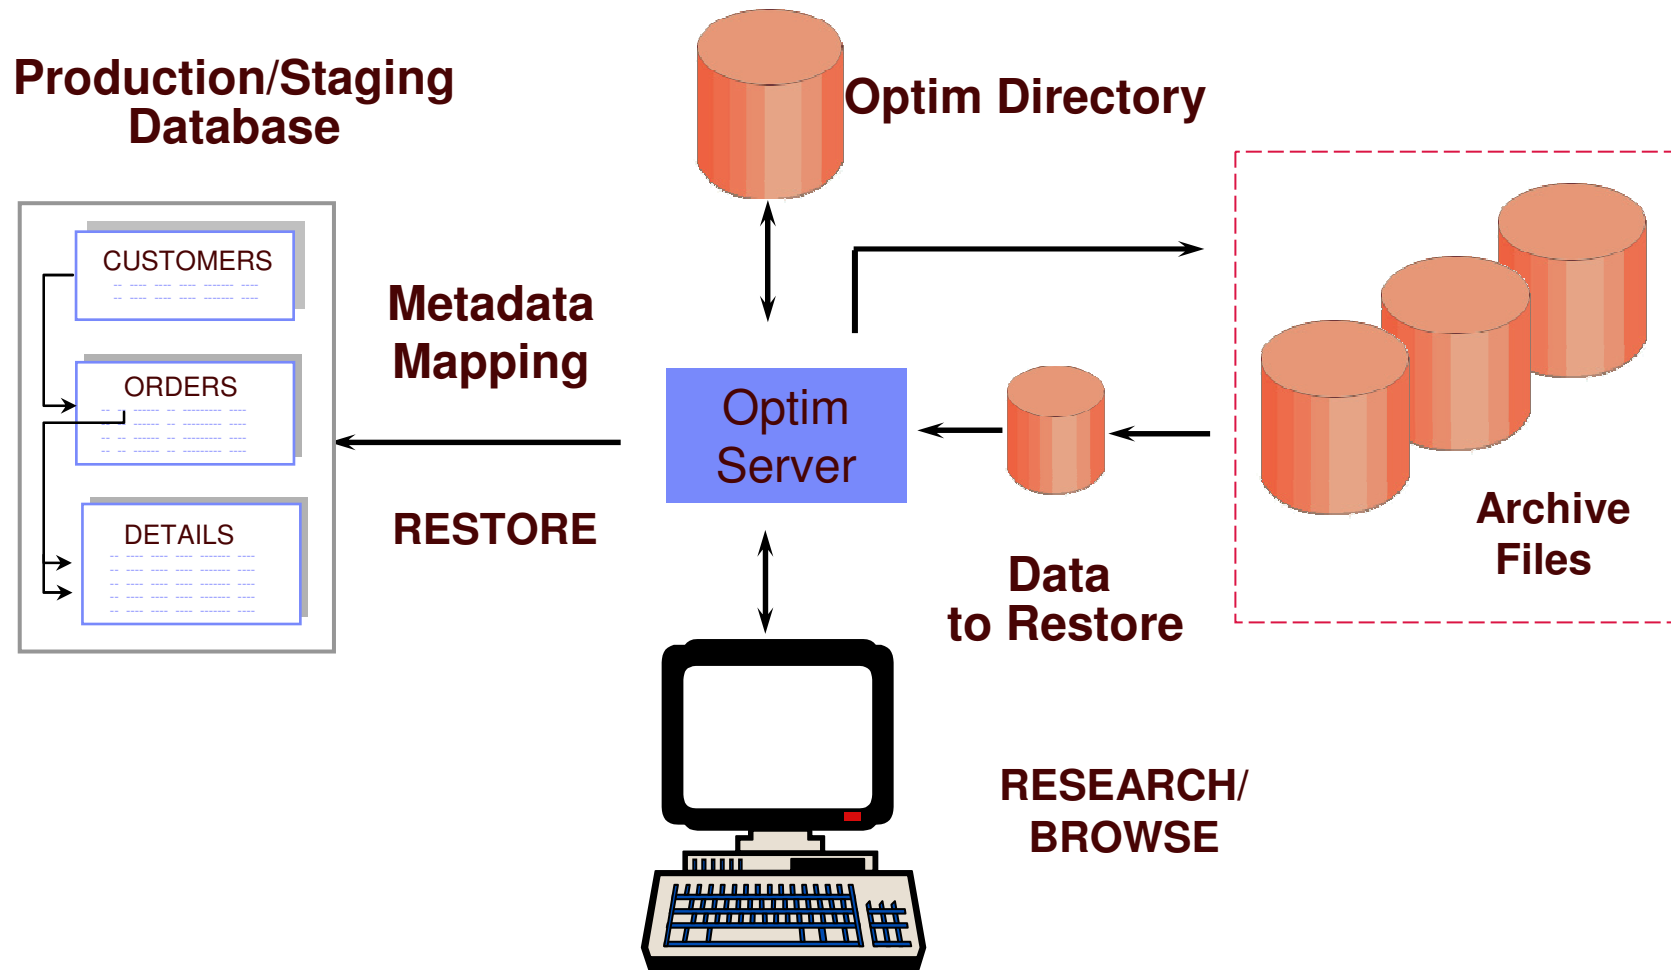 Production/Staging
Database
Optim Directory
CUSTOMERS
ORDERS
DETAILS
Metadata
Mapping
RESTORE
Optim
Server
Data
to Restore
Archive
Files
RESEARCH/
BROWSE